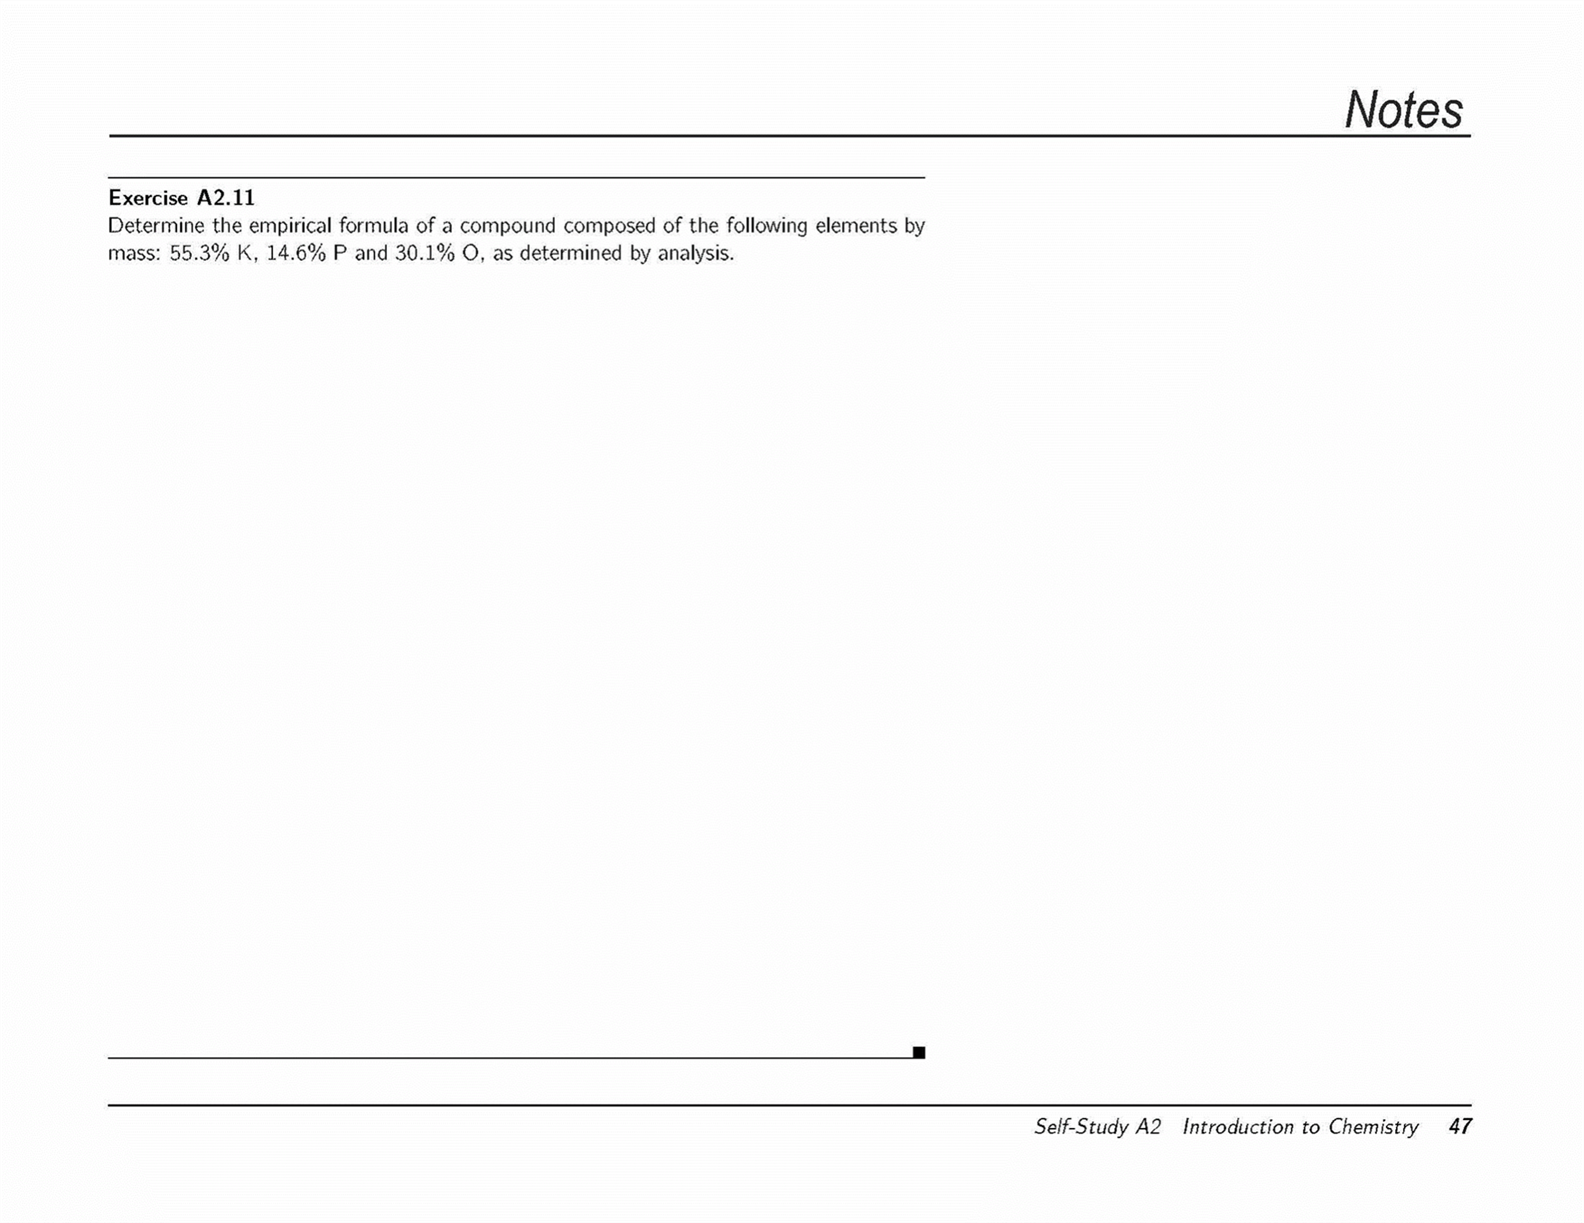 Notes
Exercise A2.11
Determine the empirical formula of a compound composed of the following elements by
mass: 55.3% K, 14.6% P and 30.1% O, as determined by analysis.
Self-Study A2 Introduction to Chemistry 47